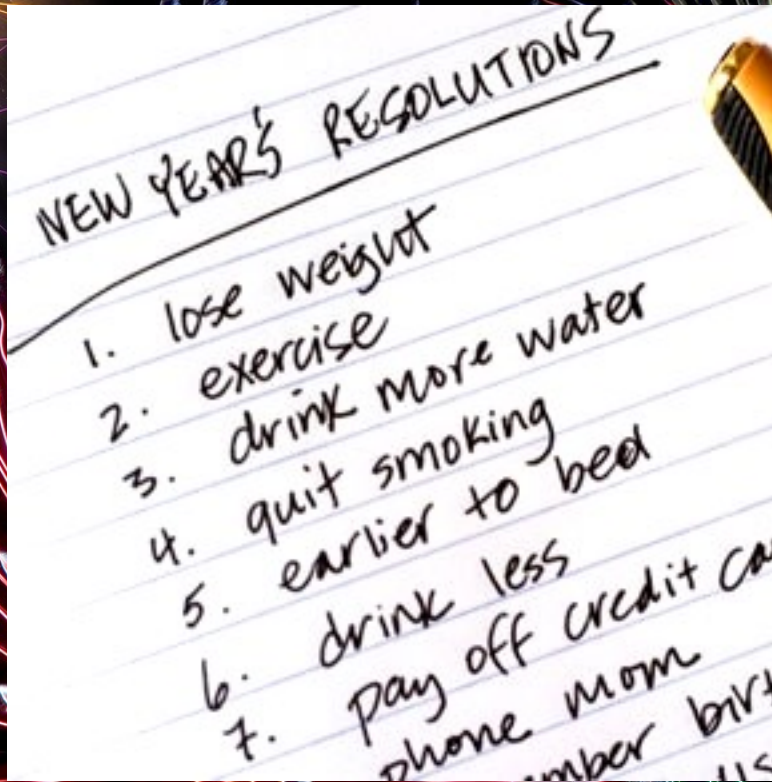 NEW YEAR'S RESOLUTIONS
1. lose weight
2. exercise
3. drink more water
4. quit smoking
5. earlier to bed
6. drink less
7. pay off credit
phone mom